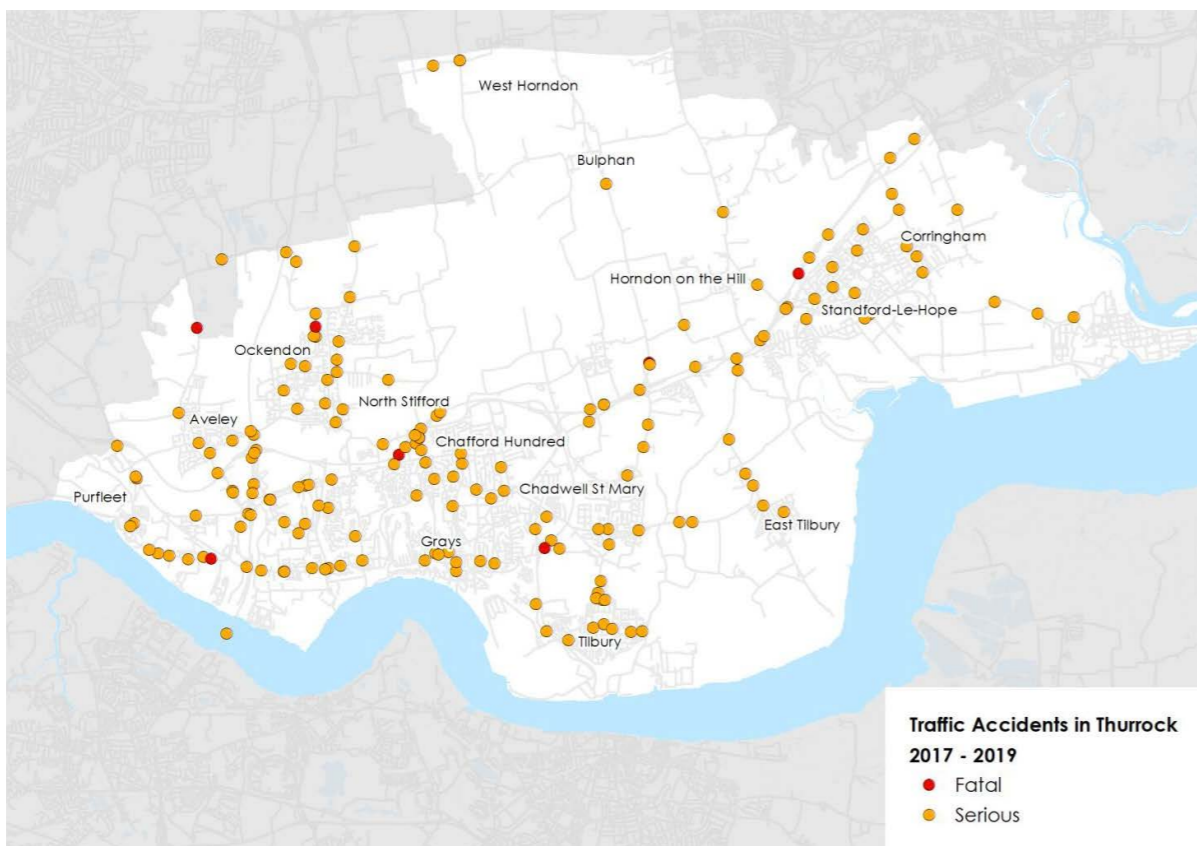 West Horndon
Bulphan
Corringham
Horndon on the Hill
Standford-Le-Hope
Ockendon
North Stifford
Aveley
Chafford Hundred
Chadwell St Mary
Purfleet
East Tilbury
Grays
Tilbury
Traffic Accidents in Thurrock
2017 - 2019
Fatal
Serious